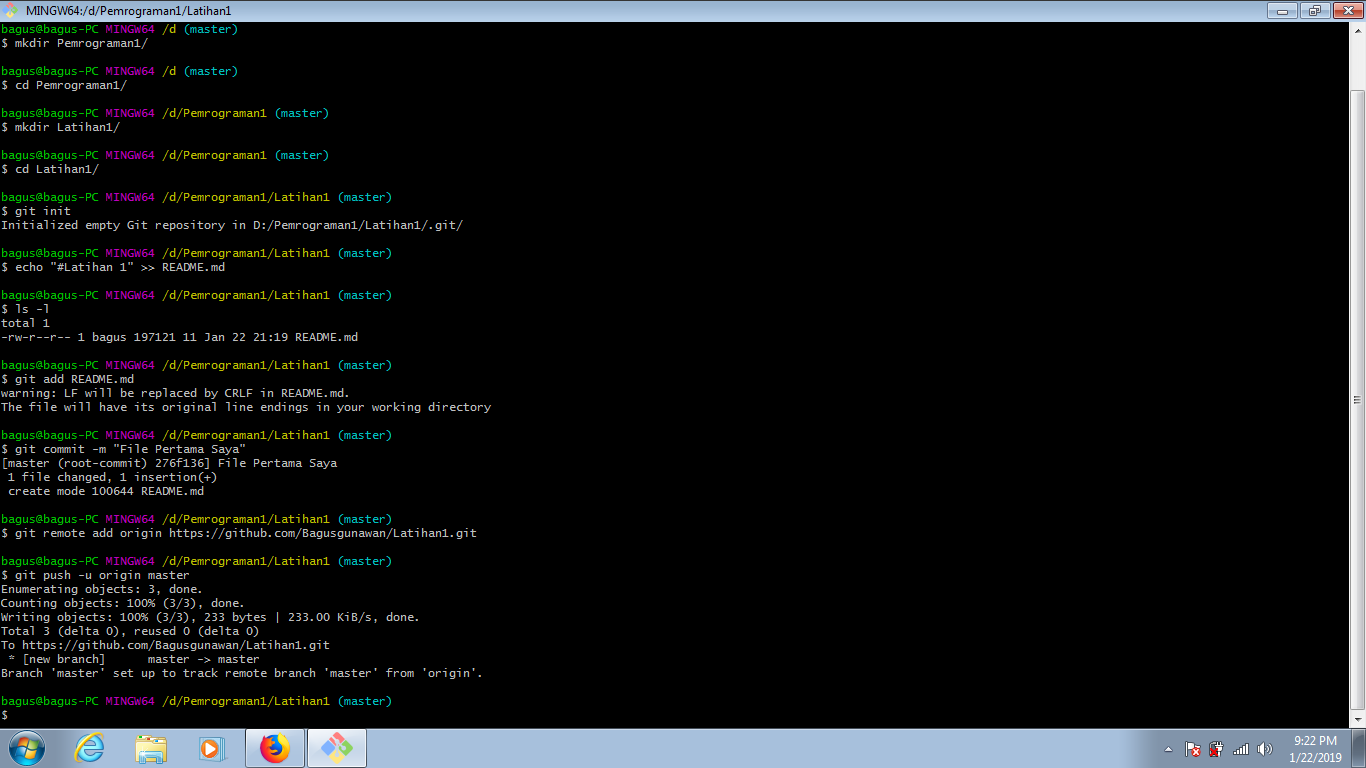 MINGW64:/d/Pemrograman1/Latihan1
bagus@bagus-PC MINGW64 /d (master)
$ mkdir Pemrograman1/
bagus@bagus-PC MINGW64 /d (master)
$ cd Pemrograman1/
bagus@bagus-PC MINGW64 /d/Pemrograman1 (master)
$ mkdir Latihan1/
bagus@bagus-PC MINGW64 /d/Pemrograman1 (master)
$ cd Latihan1/
bagus@bagus-PC MINGW64 /d/Pemrograman1/Latihan1 (master)
$ git init
Initialized empty Git repository in D:/Pemrograman1/Latihan1/.git/
bagus@bagus-PC MINGW64 /d/Pemrograman1/Latihan1 (master)
$ echo "#Latihan 1" >> README.md
bagus@bagus-PC MINGW64 /d/Pemrograman1/Latihan1 (master)
$ ls -l
total 1
-rw-r--r-- 1 bagus 197121 11 Jan 22 21:19 README.md
bagus@bagus-PC MINGW64 /d/Pemrograman1/Latihan1 (master)
$ git add README.md
warning: LF will be replaced by CRLF in README.md.
The file will have its original line endings in your working directory
bagus@bagus-PC MINGW64 /d/Pemrograman1/Latihan1 (master)
$ git commit -m "File Pertama Saya"
[master (root-commit) 276f136] File Pertama Saya
 1 file changed, 1 insertion(+)
 create mode 100644 README.md
bagus@bagus-PC MINGW64 /d/Pemrograman1/Latihan1 (master)
$ git remote add origin https://github.com/Bagusgunawan/Latihan1.git
bagus@bagus-PC MINGW64 /d/Pemrograman1/Latihan1 (master)
$ git push -u origin master
Enumerating objects: 3, done.
Counting objects: 100% (3/3), done.
Writing objects: 100% (3/3), 233 bytes | 233.00 KiB/s, done.
Total 3 (delta 0), reused 0 (delta 0)
To https://github.com/Bagusgunawan/Latihan1.git
 * [new branch]      master -> master
Branch 'master' set up to track remote branch 'master' from 'origin'.
bagus@bagus-PC MINGW64 /d/Pemrograman1/Latihan1 (master)
$
9:22 PM
1/22/2019